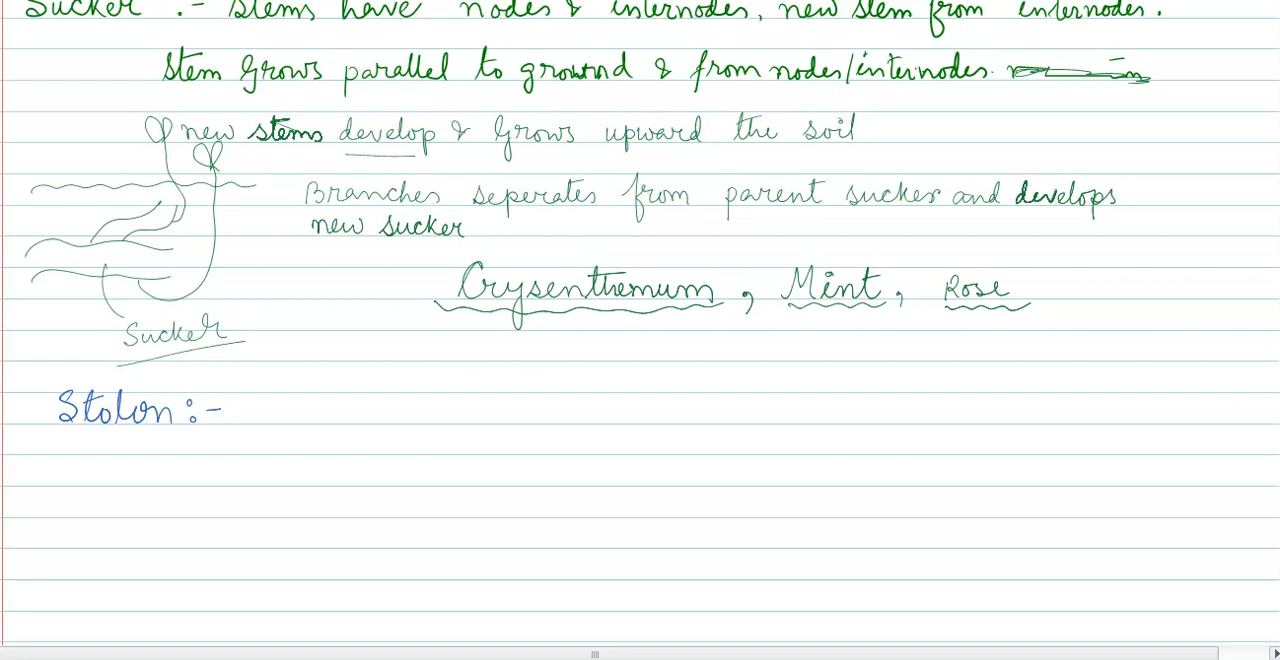 Sucker :- Stems have nodes & internodes, new stem from internodes.
Stem Grows parallel to ground & from nodes/internodes.
new stems develop & Grows upward the soil
Branches seperates from parent sucker and develops
new sucker
Crysenthemum, Mint, Rose
Sucker
Stolon :-